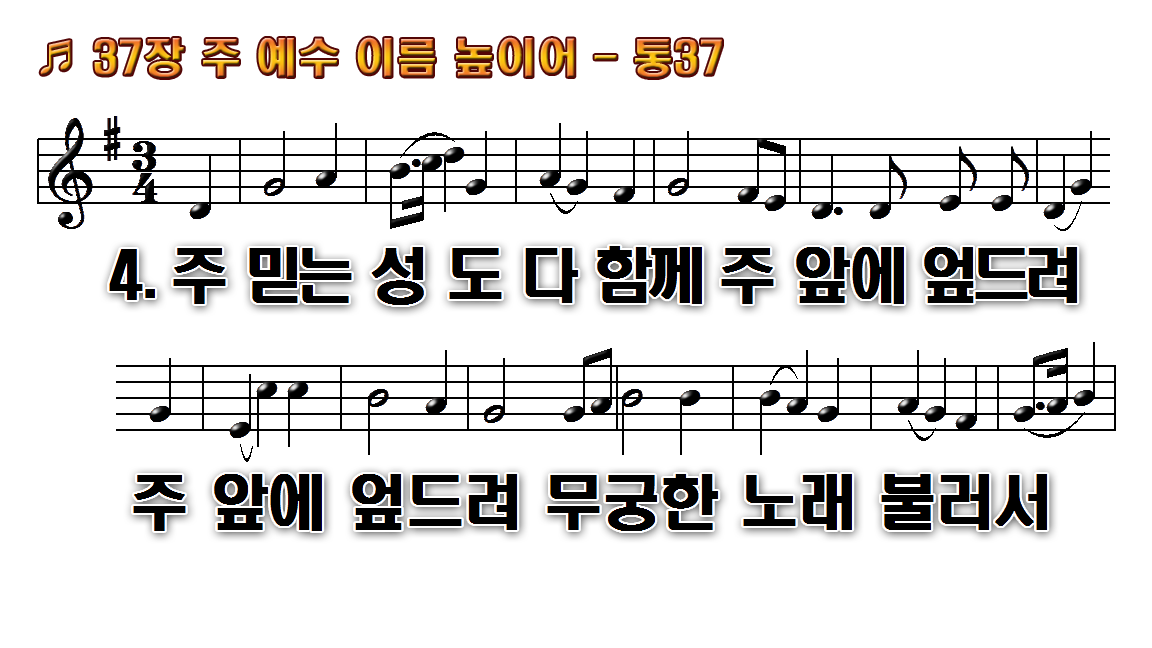 ♬ 37장 주 예수 이름 높이어 - 통37
3
4
4. 주 믿는 성 도 다 함께 주 앞에 엎드려
주 앞에 엎드려 무궁한 노래 불러서